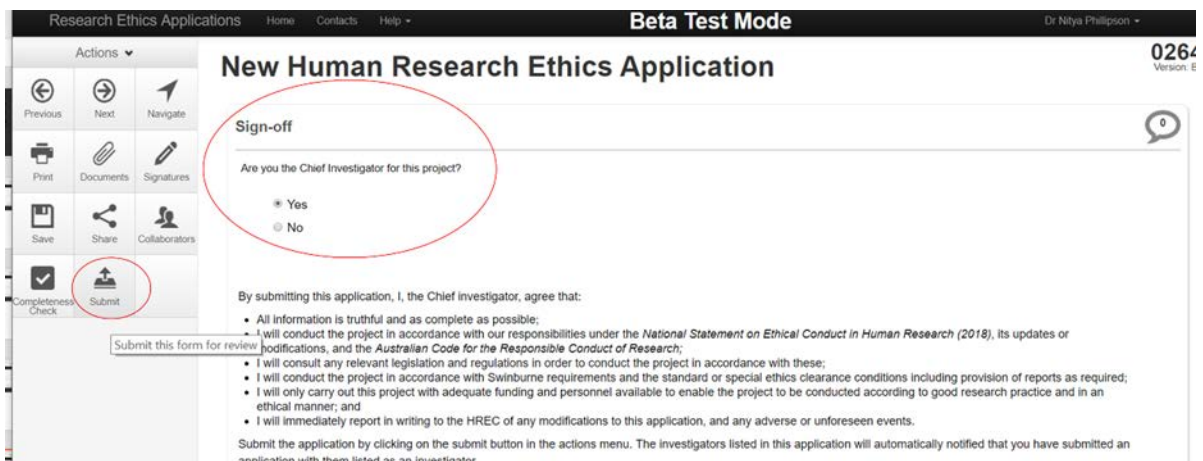 Research Ethics Applications Home Contacts Help Beta Test Mode Dr Nitya Phillipson
Actions
Previous Next Navigate
Print Documents Signatures
Save Share Collaborators
Completeness Check Submit
Submit this form for review
New Human Research Ethics Application
0264
Version:
Sign-off
0
Are you the Chief Investigator for this project?
Yes
No
By submitting this application, I, the Chief investigator, agree that:
All information is truthful and as complete as possible;
I will conduct the project in accordance with our responsibilities under the National Statement on Ethical Conduct in Human Research (2018), its updates or
modifications, and the Australian Code for the Responsible Conduct of Research;
I will consult any relevant legislation and regulations in order to conduct the project in accordance with these;
I will conduct the project in accordance with Swinburne requirements and the standard or special ethics clearance conditions including provision of reports as required;
I will only carry out this project with adequate funding and personnel available to enable the project to be conducted according to good research practice and in an
ethical manner; and
I will immediately report in writing to the HREC of any modifications to this application, and any adverse or unforeseen events.
Submit the application by clicking on the submit button in the actions menu. The investigators listed in this application will automatically notified that you have submitted an
application with them listed as an investigator.